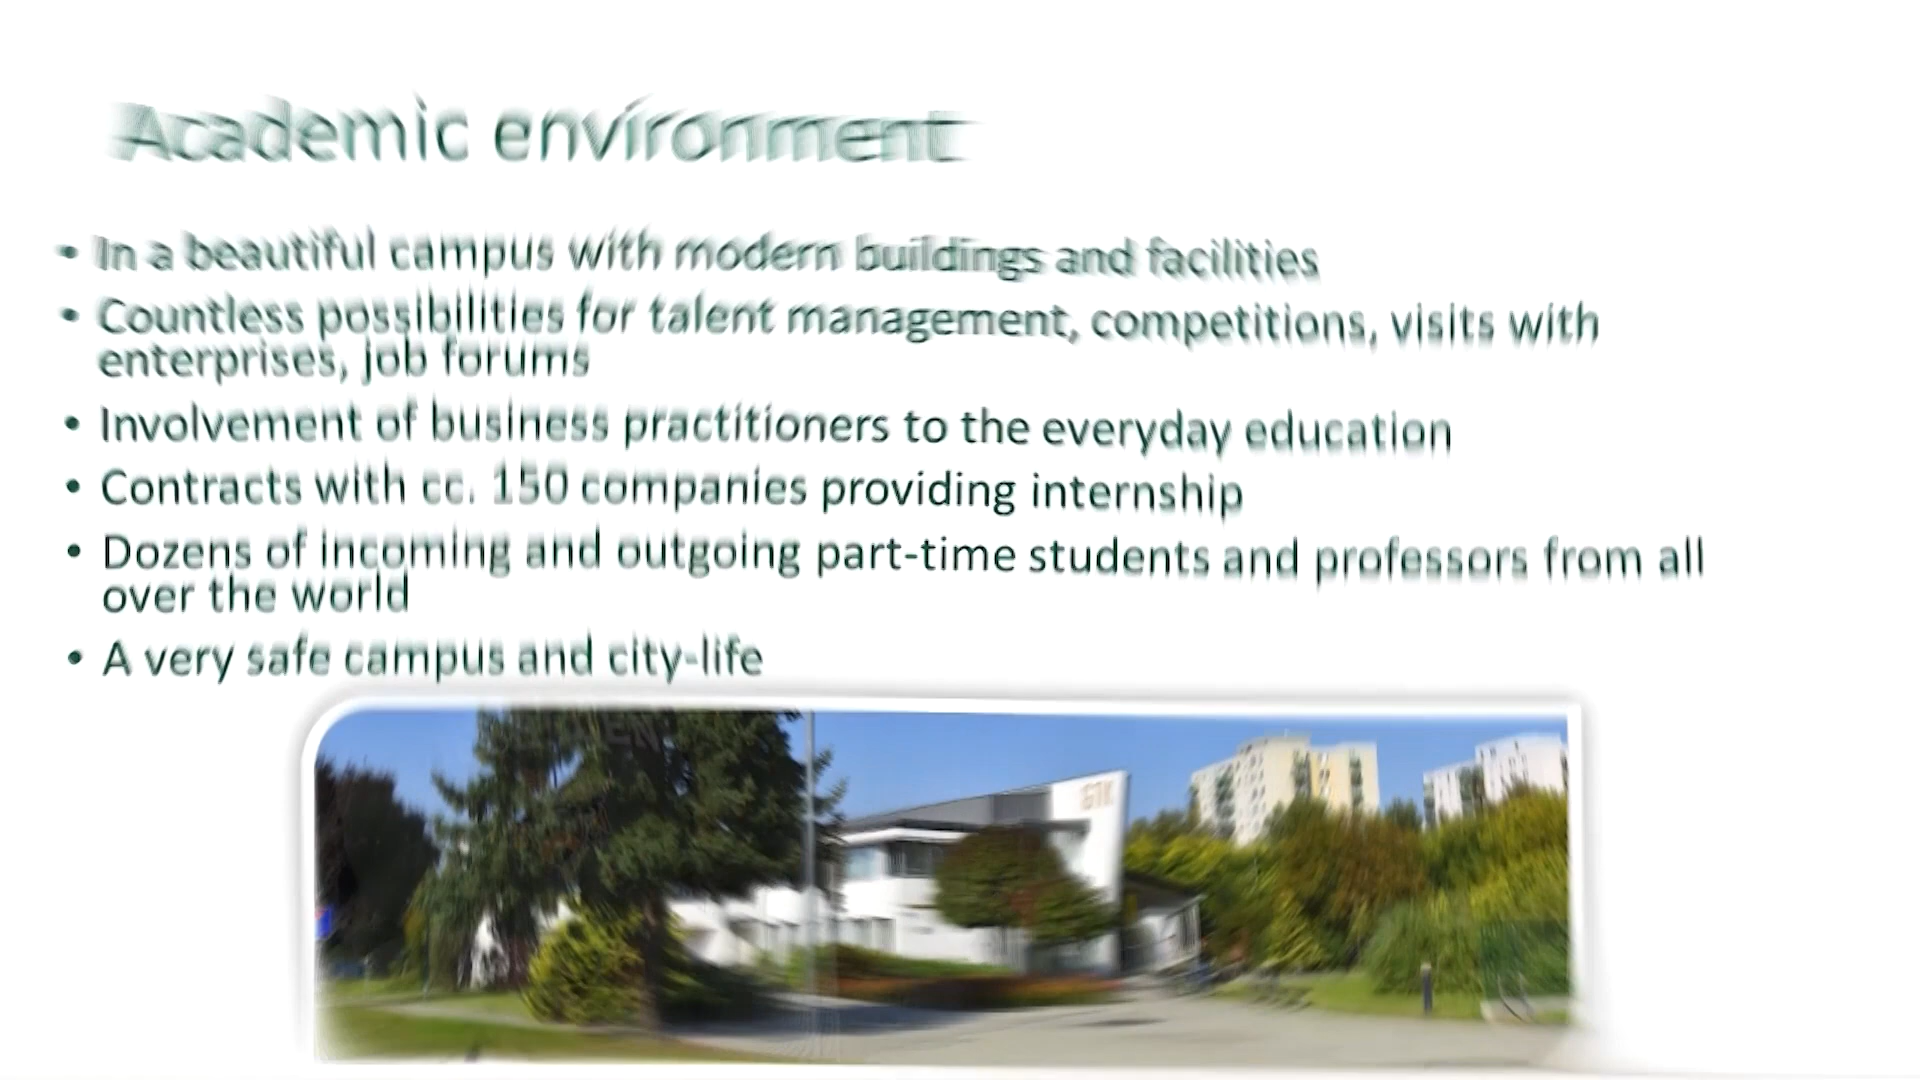 Academic environment
• In a beautiful campus with modern buildings and facilities
• Countless possibilities for talent management, competitions, visits with
enterprises, job forums
• Involvement of business practitioners to the everyday education
• Contracts with cc. 150 companies providing internship
• Dozens of incoming and outgoing part-time students and professors from all
over the world
• A very safe campus and city-life
GTK